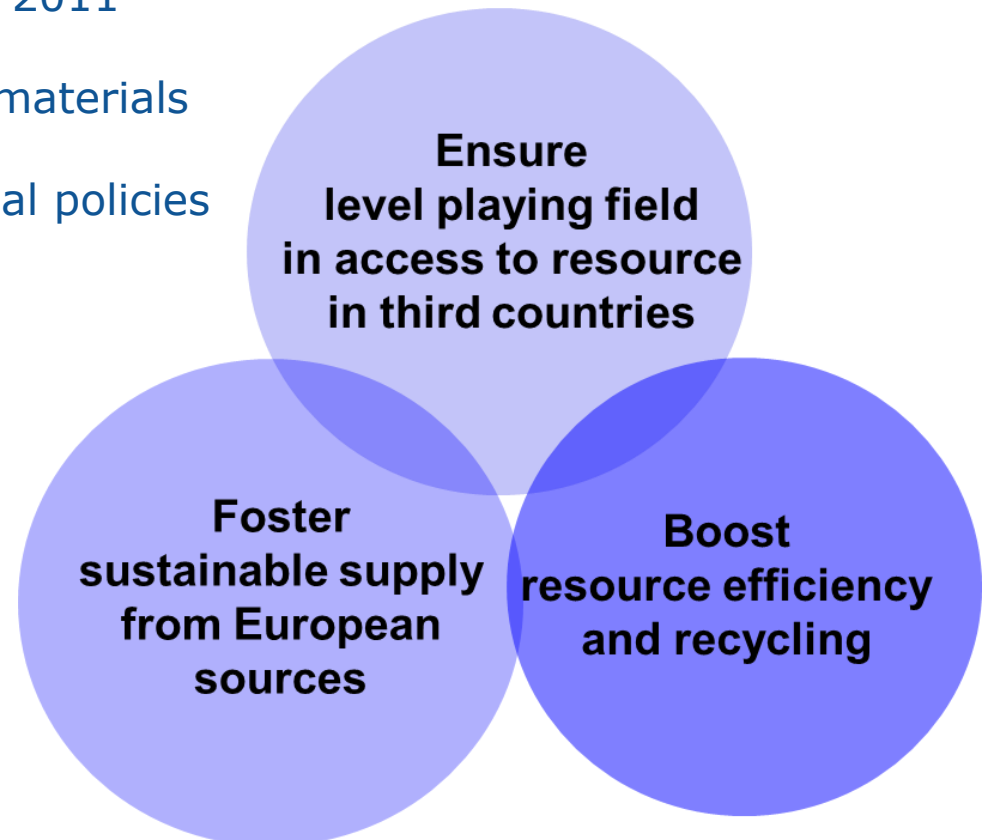 2011
materials
al policies
Ensure
level playing field
in access to resource
in third countries
Foster
sustainable supply
from European
sources
Boost
resource efficiency
and recycling